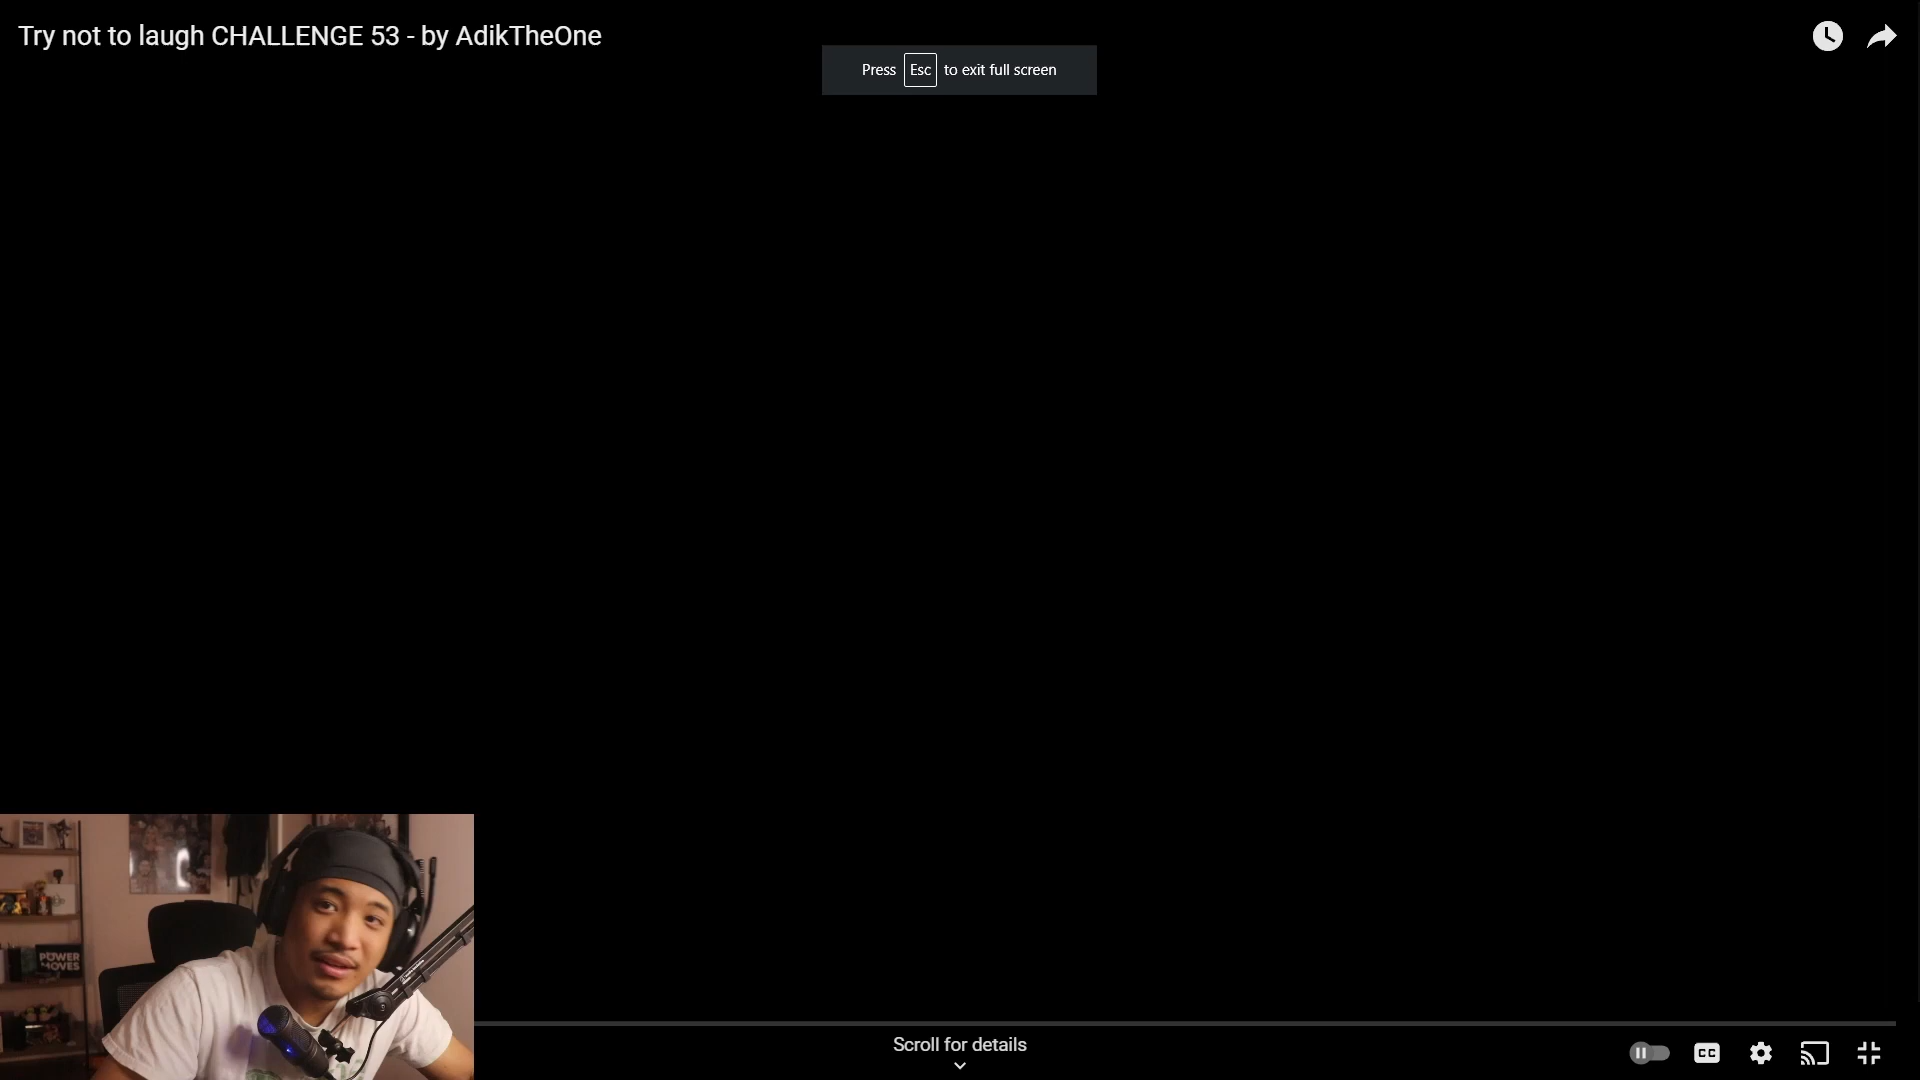 Try not to laugh CHALLENGE 53 - by AdikTheOne
Press Esc to exit full screen
POWER
MOVES
Scroll for details
CC